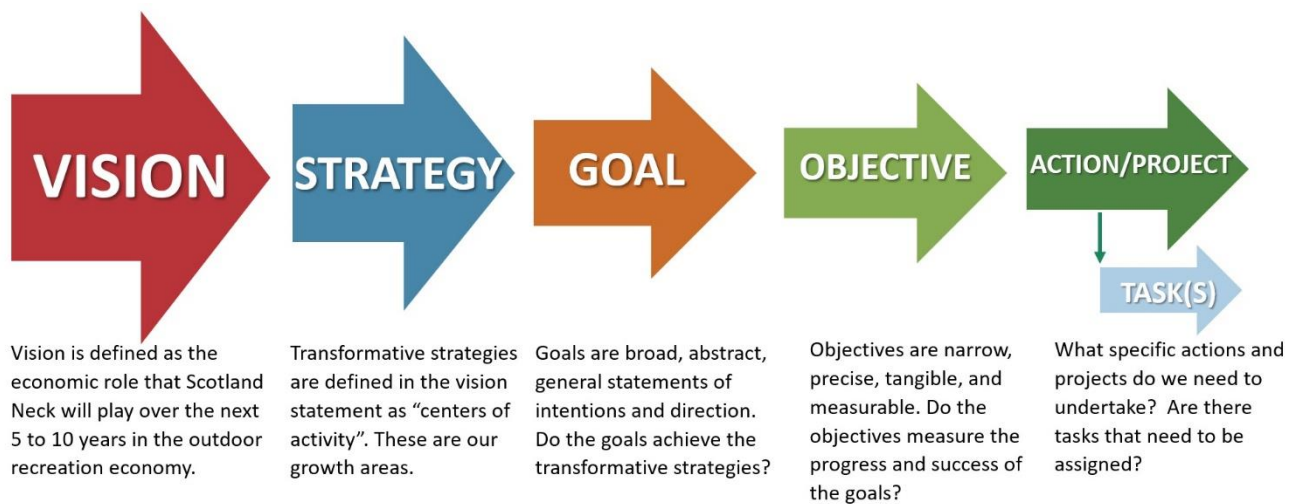 VISION
STRATEGY
GOAL
OBJECTIVE
ACTION/PROJECT
TASK(S)
Vision is defined as the
economic role that Scotland
Neck will play over the next
5 to 10 years in the outdoor
recreation economy.
Transformative strategies
are defined in the vision
statement as “centers of
activity”. These are our
growth areas.
Goals are broad, abstract,
general statements of
intentions and direction.
Do the goals achieve the
transformative strategies?
Objectives are narrow,
precise, tangible, and
measurable. Do the
objectives measure the
progress and success of
the goals?
What specific actions and
projects do we need to
undertake?  Are there
tasks that need to be
assigned?